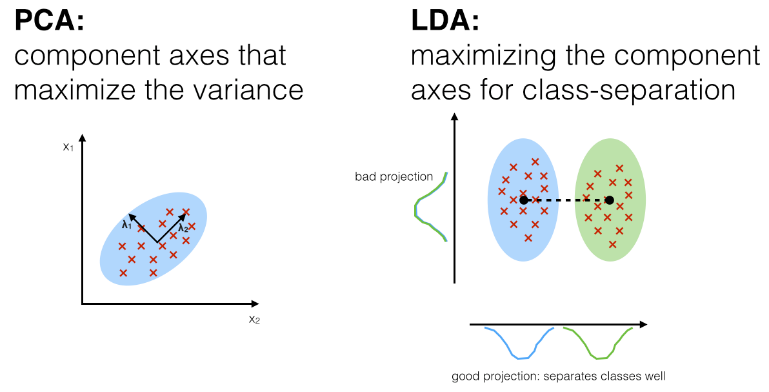 PCA:
component axes that
maximize the variance
x₁
λ₁
λ₂
x₂
LDA:
maximizing the component
axes for class-separation
bad projection
good projection: separates classes well